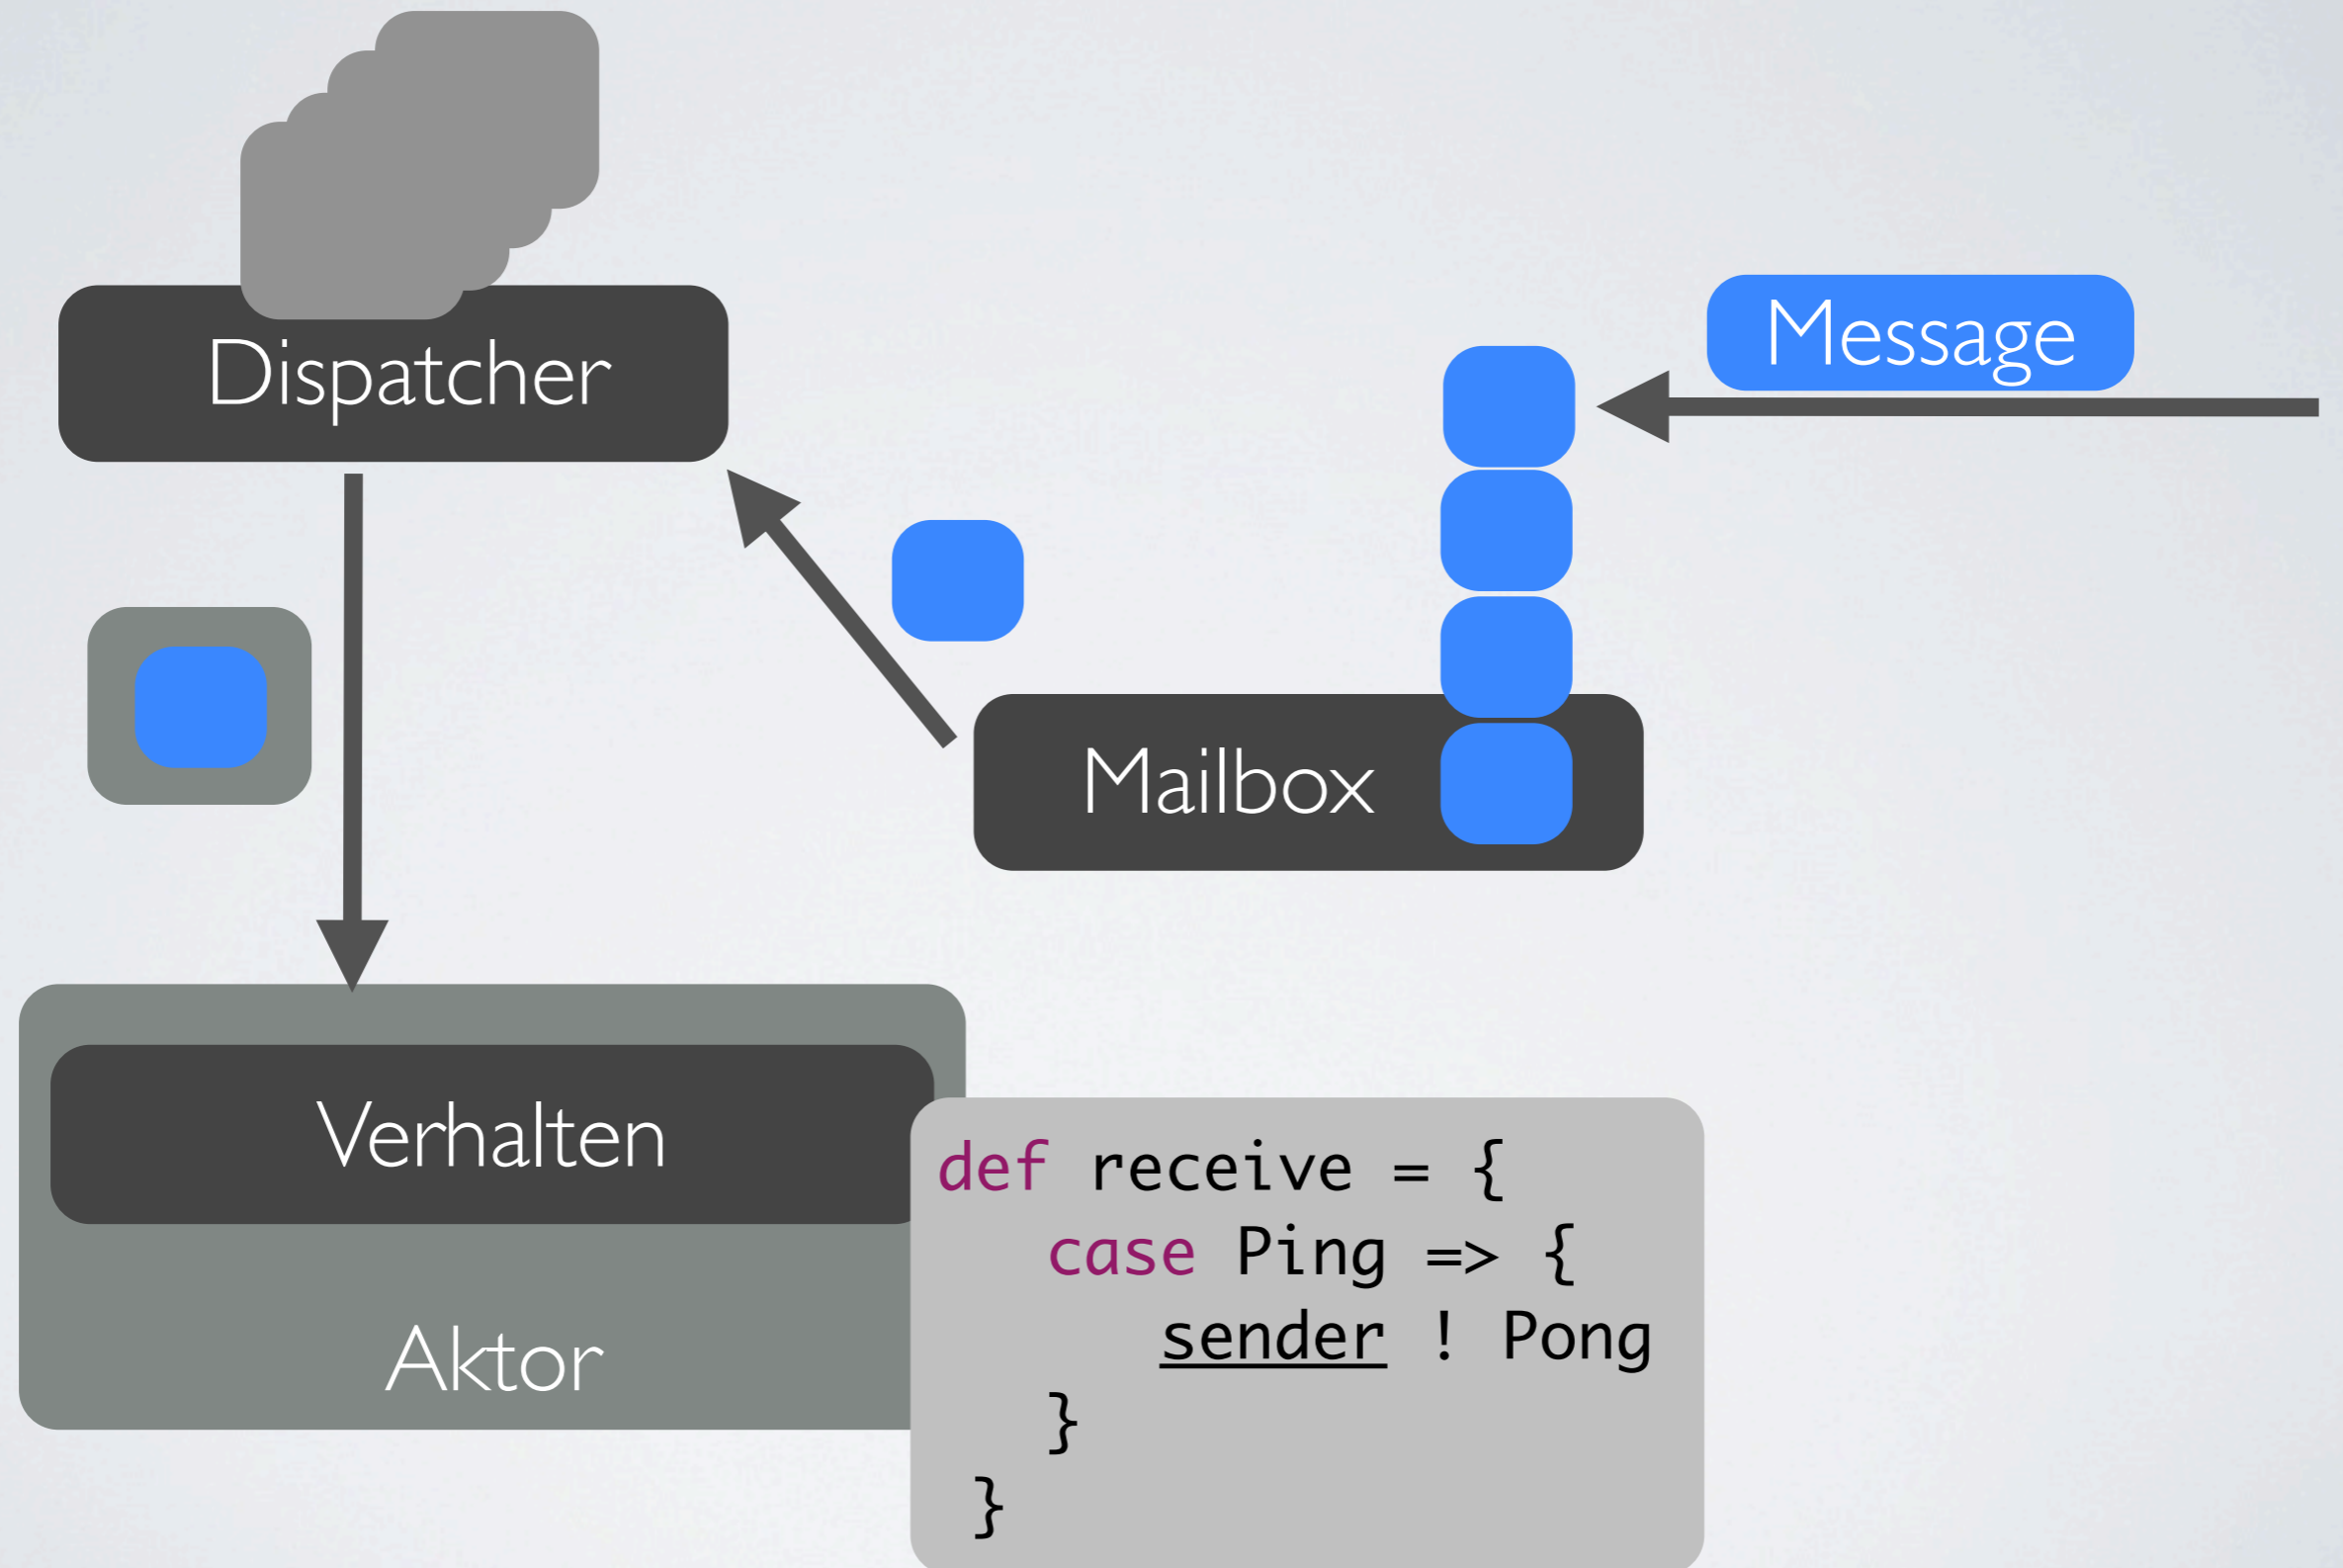 Dispatcher
Message
Mailbox
Verhalten
Aktor
def receive = {
case Ping => {
sender ! Pong
}
}